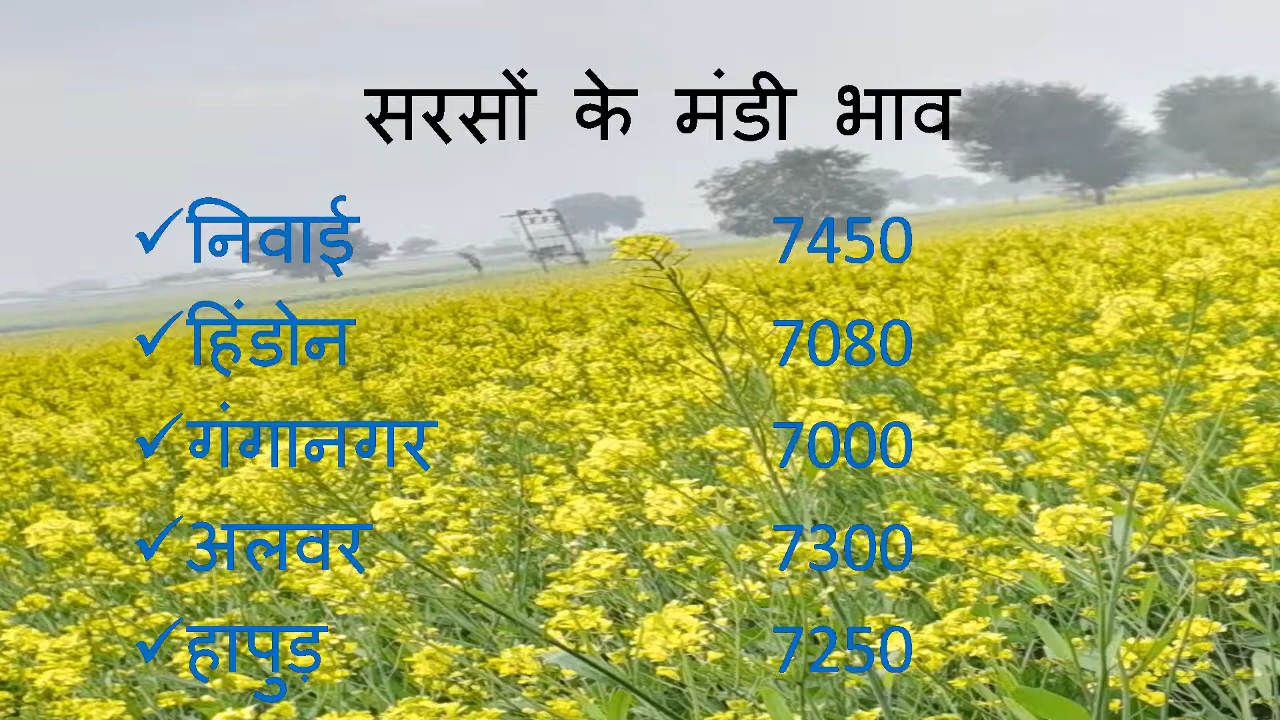 सरसों के मंडी भाव
✓निवाई 7450
✓हिंडोन 7080
✓गंगानगर 7000
✓अलवर 7300
✓हापुड़ 7250